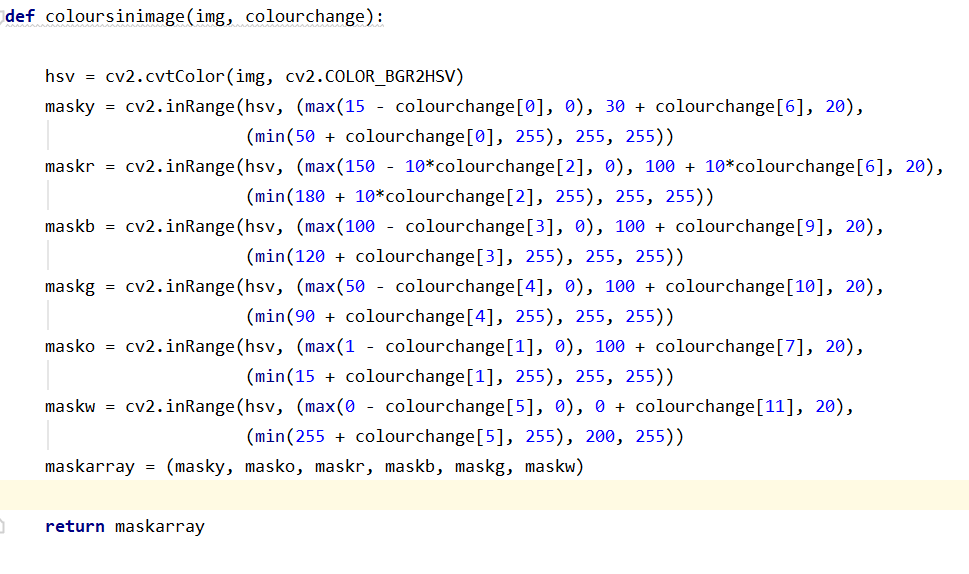 def coloursinimage(img, colourchange):
hsv = cv2.cvtColor(img, cv2.COLOR_BGR2HSV)
masky = cv2.inRange(hsv, (max(15 - colourchange[0], 0), 30 + colourchange[6], 20),
(min(50 + colourchange[0], 255), 255, 255))
maskr = cv2.inRange(hsv, (max(150 - 10*colourchange[2], 0), 100 + 10*colourchange[6], 20),
(min(180 + 10*colourchange[2], 255), 255, 255))
maskb = cv2.inRange(hsv, (max(100 - colourchange[3], 0), 100 + colourchange[9], 20),
(min(120 + colourchange[3], 255), 255, 255))
maskg = cv2.inRange(hsv, (max(50 - colourchange[4], 0), 100 + colourchange[10], 20),
(min(90 + colourchange[4], 255), 255, 255))
masko = cv2.inRange(hsv, (max(1 - colourchange[1], 0), 100 + colourchange[7], 20),
(min(15 + colourchange[1], 255), 255, 255))
maskw = cv2.inRange(hsv, (max(0 - colourchange[5], 0), 0 + colourchange[11], 20),
(min(255 + colourchange[5], 255), 200, 255))
maskarray = (masky, masko, maskr, maskb, maskg, maskw)
return maskarray